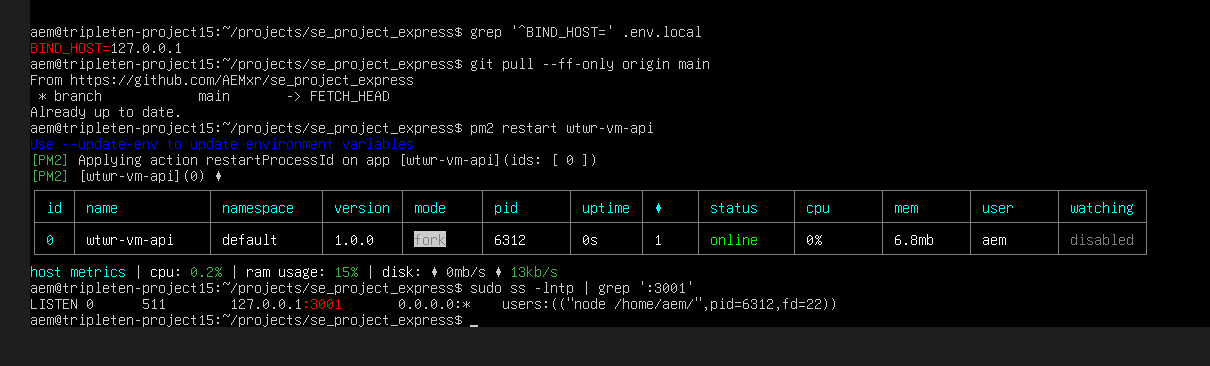 aem@tripleten-project15:~/projects/se_project_express$ grep '^BIND_HOST=' .env.local
BIND_HOST=127.0.0.1
aem@tripleten-project15:~/projects/se_project_express$ git pull --ff-only origin main
From https://github.com/AEMxr/se_project_express
 * branch            main       -> FETCH_HEAD
Already up to date.
aem@tripleten-project15:~/projects/se_project_express$ pm2 restart wtwr-vm-api
Use --update-env to update environment variables
[PM2] Applying action restartProcessId on app [wtwr-vm-api](ids: [ 0 ])
[PM2] [wtwr-vm-api](0) ♦
id name namespace version mode pid uptime ♦ status cpu mem user watching
0 wtwr-vm-api default 1.0.0 fork 6312 0s 1 online 0% 6.8mb aem disabled
host metrics | cpu: 0.2% | ram usage: 15% | disk: ♦ 0mb/s ♦ 13kb/s
aem@tripleten-project15:~/projects/se_project_express$ sudo ss -lntp | grep ':3001'
LISTEN 0      511        127.0.0.1:3001       0.0.0.0:*    users:(("node /home/aem/",pid=6312,fd=22))
aem@tripleten-project15:~/projects/se_project_express$ _